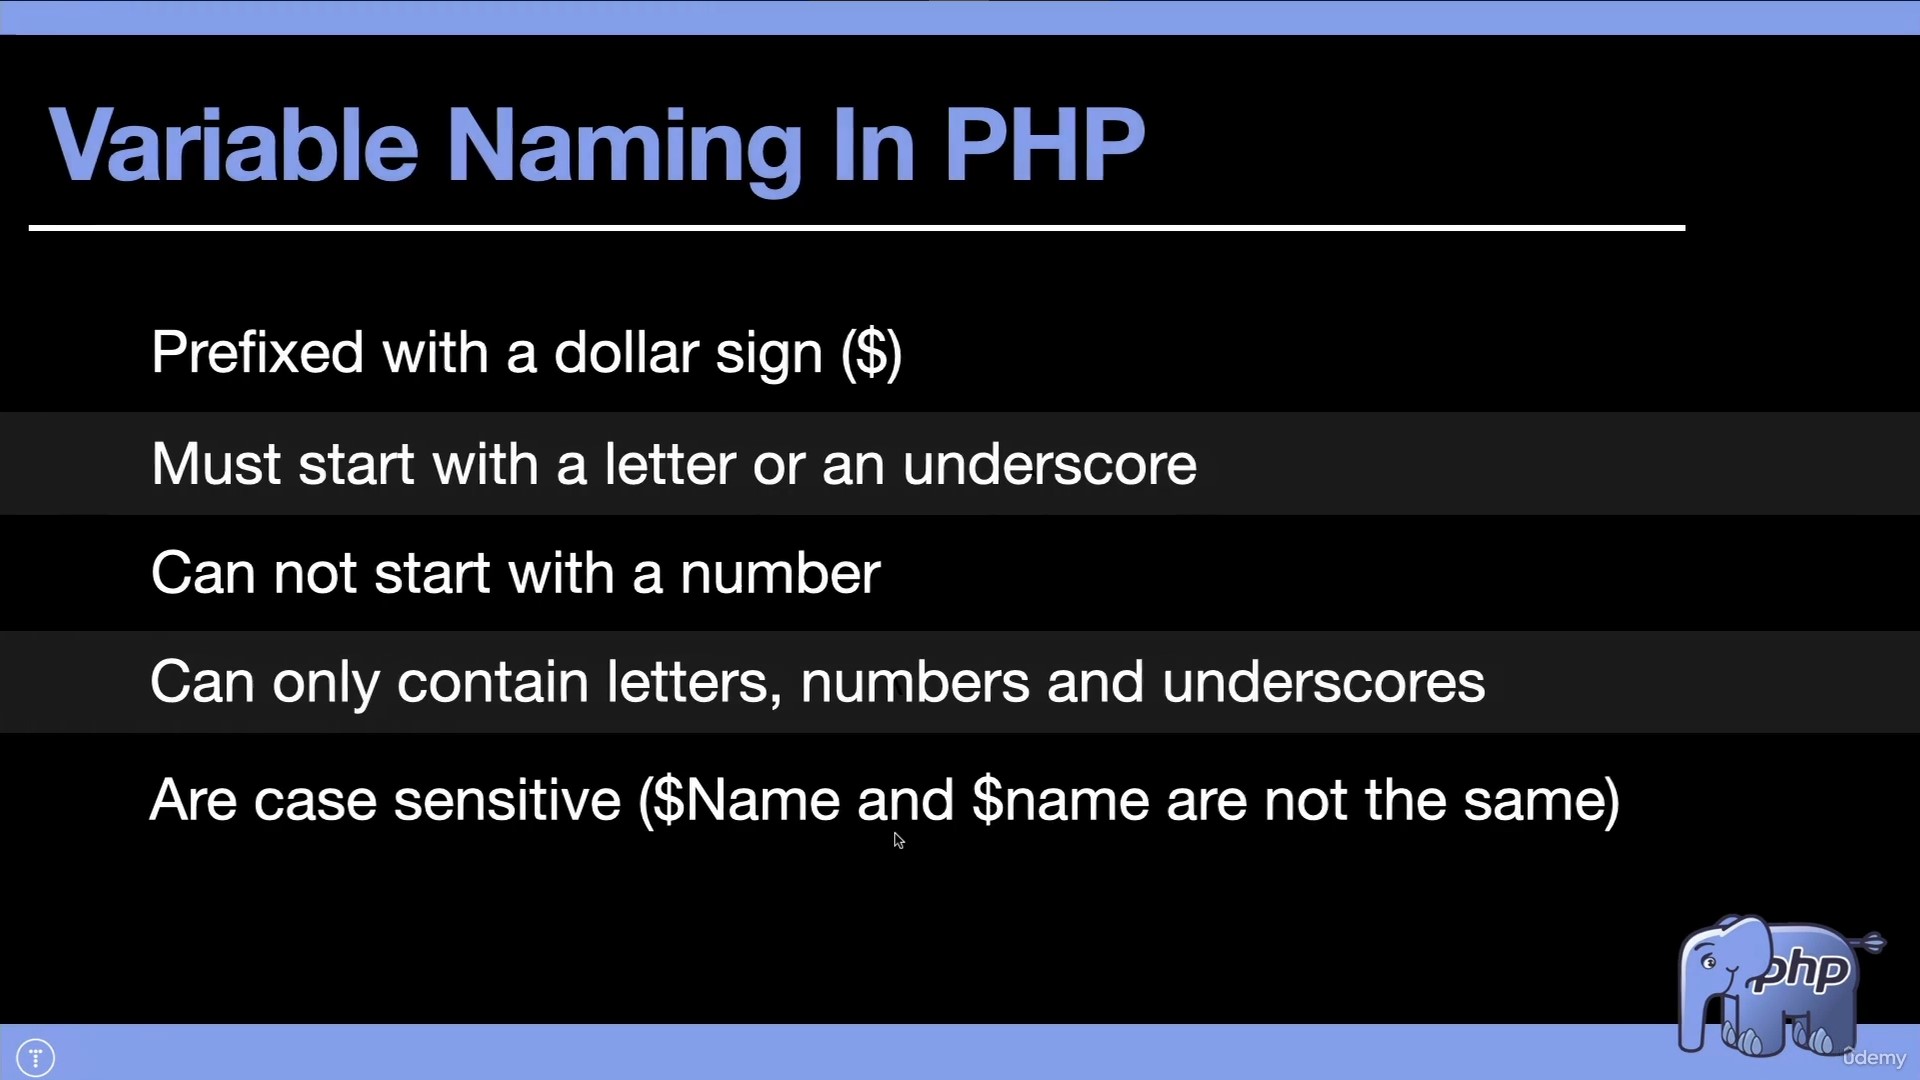 Variable Naming In PHP
Prefixed with a dollar sign ($)
Must start with a letter or an underscore
Can not start with a number
Can only contain letters, numbers and underscores
Are case sensitive ($Name and $name are not the same)
php
ûdemy